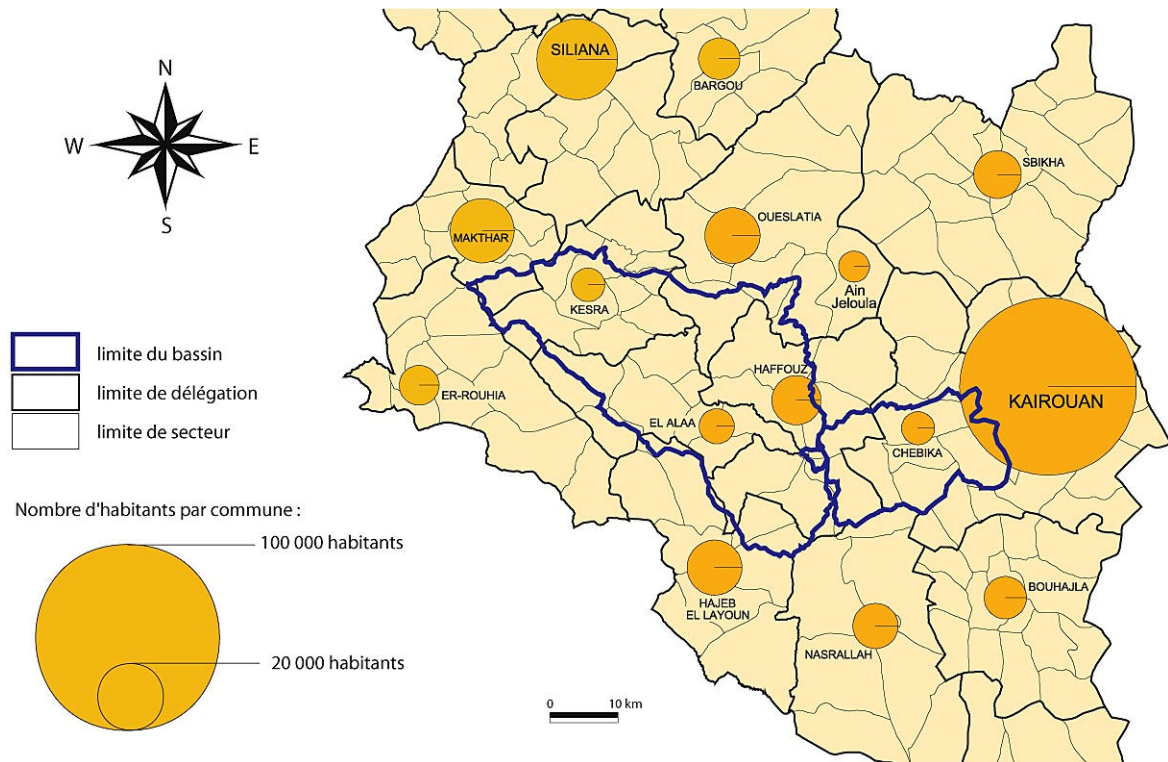 N
W
E
S
SILIANA
BARGOU
SBIKHA
MAKTHAR
OUESLATIA
Ain
Jeloula
KESRA
ER-ROUHIA
HAFFOUZ
EL ALAA
KAIROUAN
CHEBIKA
HAJEB
EL LAYOUN
NASRALLAH
BOUHAJLA
limite du bassin
limite de délégation
limite de secteur
Nombre d'habitants par commune :
100 000 habitants
20 000 habitants
0 10 km